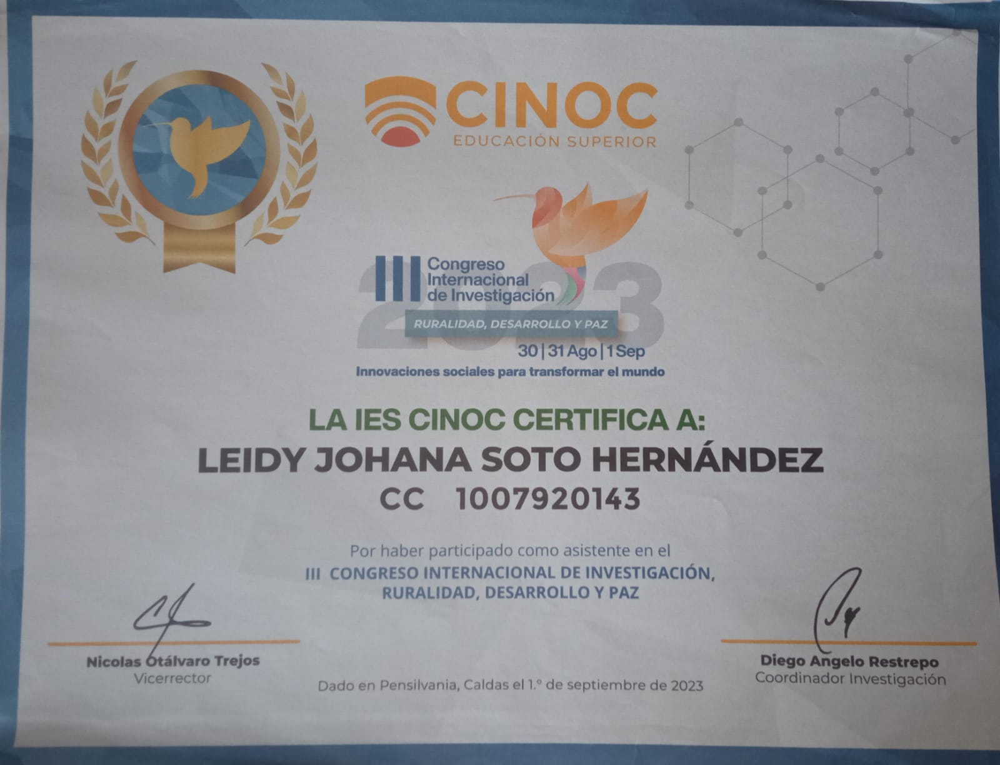 CINOC
EDUCACIÓN SUPERIOR
2023
III Congreso
Internacional
de Investigación
RURALIDAD, DESARROLLO Y PAZ
30|31 Ago|1 Sep
Innovaciones sociales para transformar el mundo
LA IES CINOC CERTIFICA A:
LEIDY JOHANA SOTO HERNÁNDEZ
CC 1007920143
Por haber participado como asistente en el
III CONGRESO INTERNACIONAL DE INVESTIGACIÓN,
RURALIDAD, DESARROLLO Y PAZ
Nicolas Otálvaro Trejos
Vicerrector
Diego Angelo Restrepo
Coordinador Investigación
Dado en Pensilvania, Caldas el 1.º de septiembre de 2023